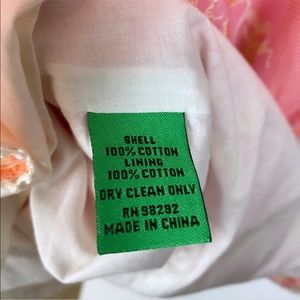 SHELL
100% COTTON
LINING
100% COTTON
DRY CLEAN ONLY
RN 98292
MADE IN CHINA